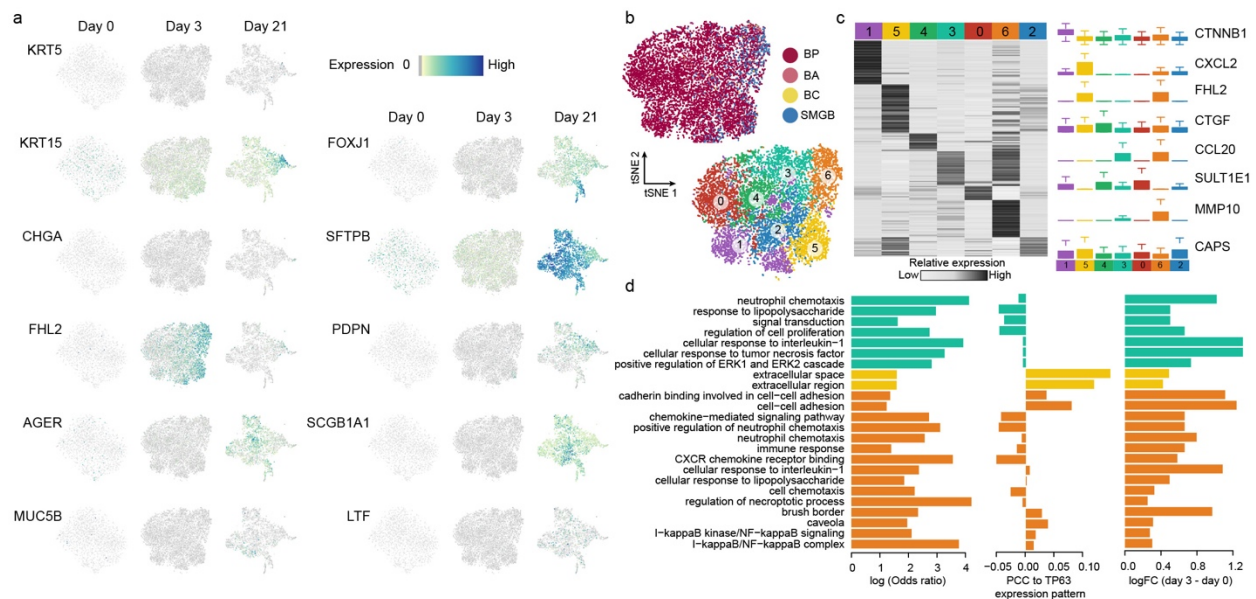 a
Day 0 Day 3 Day 21
KRT5
Expression 0 High
KRT15
CHGA
FHL2
AGER
MUC5B
Day 0 Day 3 Day 21
FOXJ1
SFTPB
PDPN
SCGB1A1
LTF
b
BP
BA
BC
SMGB
tSNE 2
tSNE 1
0
4
3
6
1
2
5
c
1 5 4 3 0 6 2
Relative expression
Low High
CTNNB1
CXCL2
FHL2
CTGF
CCL20
SULT1E1
MMP10
CAPS
1 5 4 3 0 6 2
d
neutrophil chemotaxis
response to lipopolysaccharide
signal transduction
regulation of cell proliferation
cellular response to interleukin−1
cellular response to tumor necrosis factor
positive regulation of ERK1 and ERK2 cascade
extracellular space
extracellular region
cadherin binding involved in cell−cell adhesion
cell−cell adhesion
chemokine−mediated signaling pathway
positive regulation of neutrophil chemotaxis
neutrophil chemotaxis
immune response
CXCR chemokine receptor binding
cellular response to interleukin−1
cellular response to lipopolysaccharide
cell chemotaxis
regulation of necroptotic process
brush border
caveola
I−kappaB kinase/NF−kappaB signaling
I−kappaB/NF−kappaB complex
0 1 2 3 4
log (Odds ratio)
−0.05 0.00 0.05 0.10
PCC to TP63
expression pattern
0.0 0.4 0.8 1.2
logFC (day 3 - day 0)